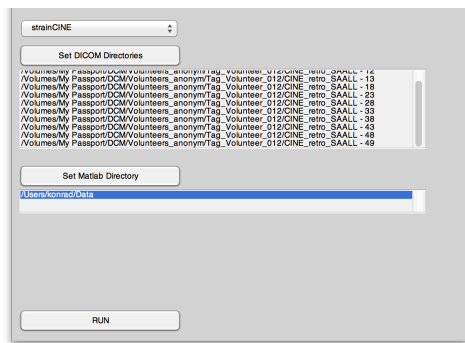 strainCINE
Set DICOM Directories
/Volumes/My Passport/DCM/Volunteers_anonym/Tag_Volunteer_012/CINE_retro_SAALL - 12
/Volumes/My Passport/DCM/Volunteers_anonym/Tag_Volunteer_012/CINE_retro_SAALL - 13
/Volumes/My Passport/DCM/Volunteers_anonym/Tag_Volunteer_012/CINE_retro_SAALL - 18
/Volumes/My Passport/DCM/Volunteers_anonym/Tag_Volunteer_012/CINE_retro_SAALL - 23
/Volumes/My Passport/DCM/Volunteers_anonym/Tag_Volunteer_012/CINE_retro_SAALL - 28
/Volumes/My Passport/DCM/Volunteers_anonym/Tag_Volunteer_012/CINE_retro_SAALL - 33
/Volumes/My Passport/DCM/Volunteers_anonym/Tag_Volunteer_012/CINE_retro_SAALL - 38
/Volumes/My Passport/DCM/Volunteers_anonym/Tag_Volunteer_012/CINE_retro_SAALL - 43
/Volumes/My Passport/DCM/Volunteers_anonym/Tag_Volunteer_012/CINE_retro_SAALL - 48
/Volumes/My Passport/DCM/Volunteers_anonym/Tag_Volunteer_012/CINE_retro_SAALL - 49
Set Matlab Directory
/Users/konrad/Data
RUN